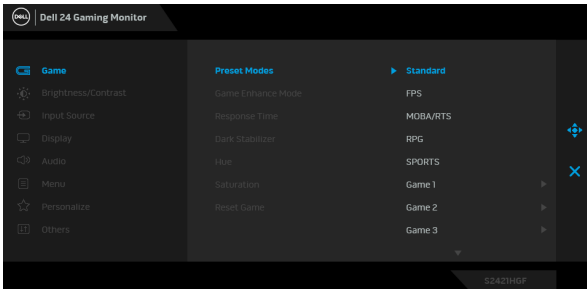 DELL
Dell 24 Gaming Monitor
Game
Brightness/Contrast
Input Source
Display
Audio
Menu
Personalize
Others
Preset Modes
Game Enhance Mode
Response Time
Dark Stabilizer
Hue
Saturation
Reset Game
Standard
FPS
MOBA/RTS
RPG
SPORTS
Game 1
Game 2
Game 3
S2421HGF